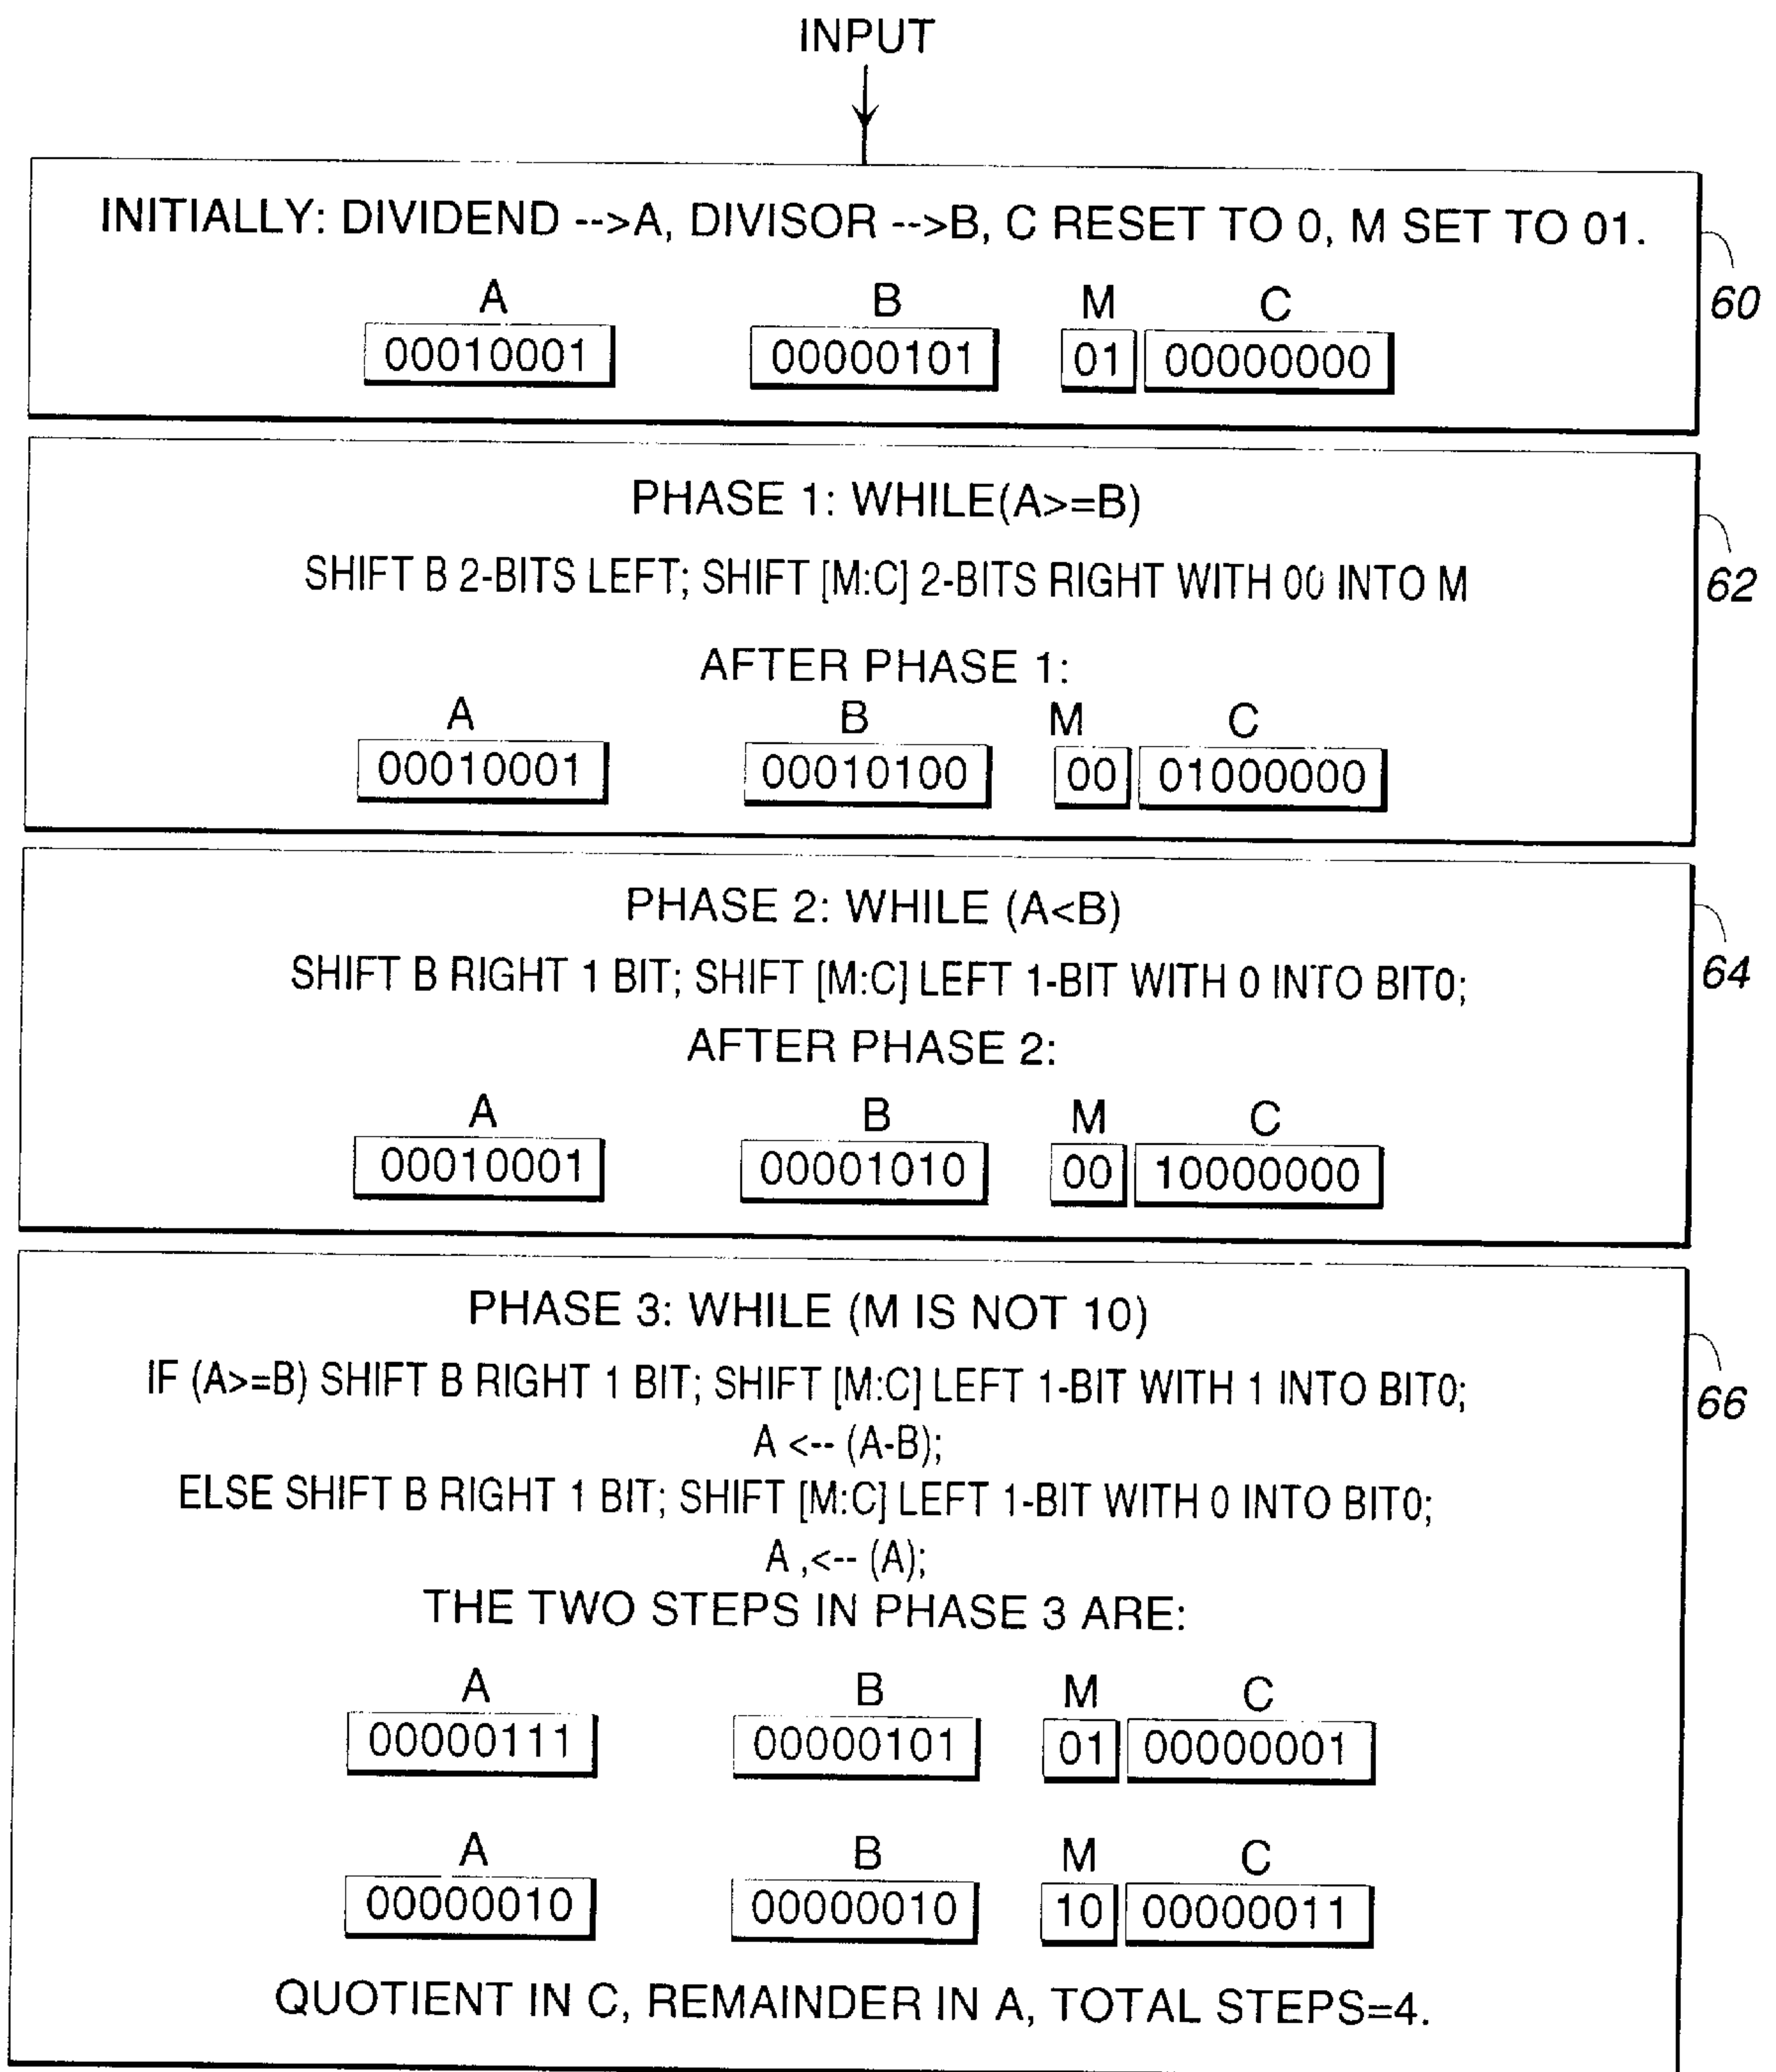 INPUT
INITIALLY: DIVIDEND -->A, DIVISOR -->B, C RESET TO 0, M SET TO 01.
A B M C
00010001 00000101 01 00000000
60
PHASE 1: WHILE(A>=B)
SHIFT B 2-BITS LEFT; SHIFT [M:C] 2-BITS RIGHT WITH 00 INTO M
62
AFTER PHASE 1:
A B M C
00010001 00010100 00 01000000
PHASE 2: WHILE (A<B)
SHIFT B RIGHT 1 BIT; SHIFT [M:C] LEFT 1-BIT WITH 0 INTO BIT0;
64
AFTER PHASE 2:
A B M C
00010001 00001010 00 10000000
PHASE 3: WHILE (M IS NOT 10)
IF (A>=B) SHIFT B RIGHT 1 BIT; SHIFT [M:C] LEFT 1-BIT WITH 1 INTO BIT0;
66
A <-- (A-B);
ELSE SHIFT B RIGHT 1 BIT; SHIFT [M:C] LEFT 1-BIT WITH 0 INTO BIT0;
A ,<-- (A);
THE TWO STEPS IN PHASE 3 ARE:
A B M C
00000111 00000101 01 00000001
A B M C
00000010 00000010 10 00000011
QUOTIENT IN C, REMAINDER IN A, TOTAL STEPS=4.